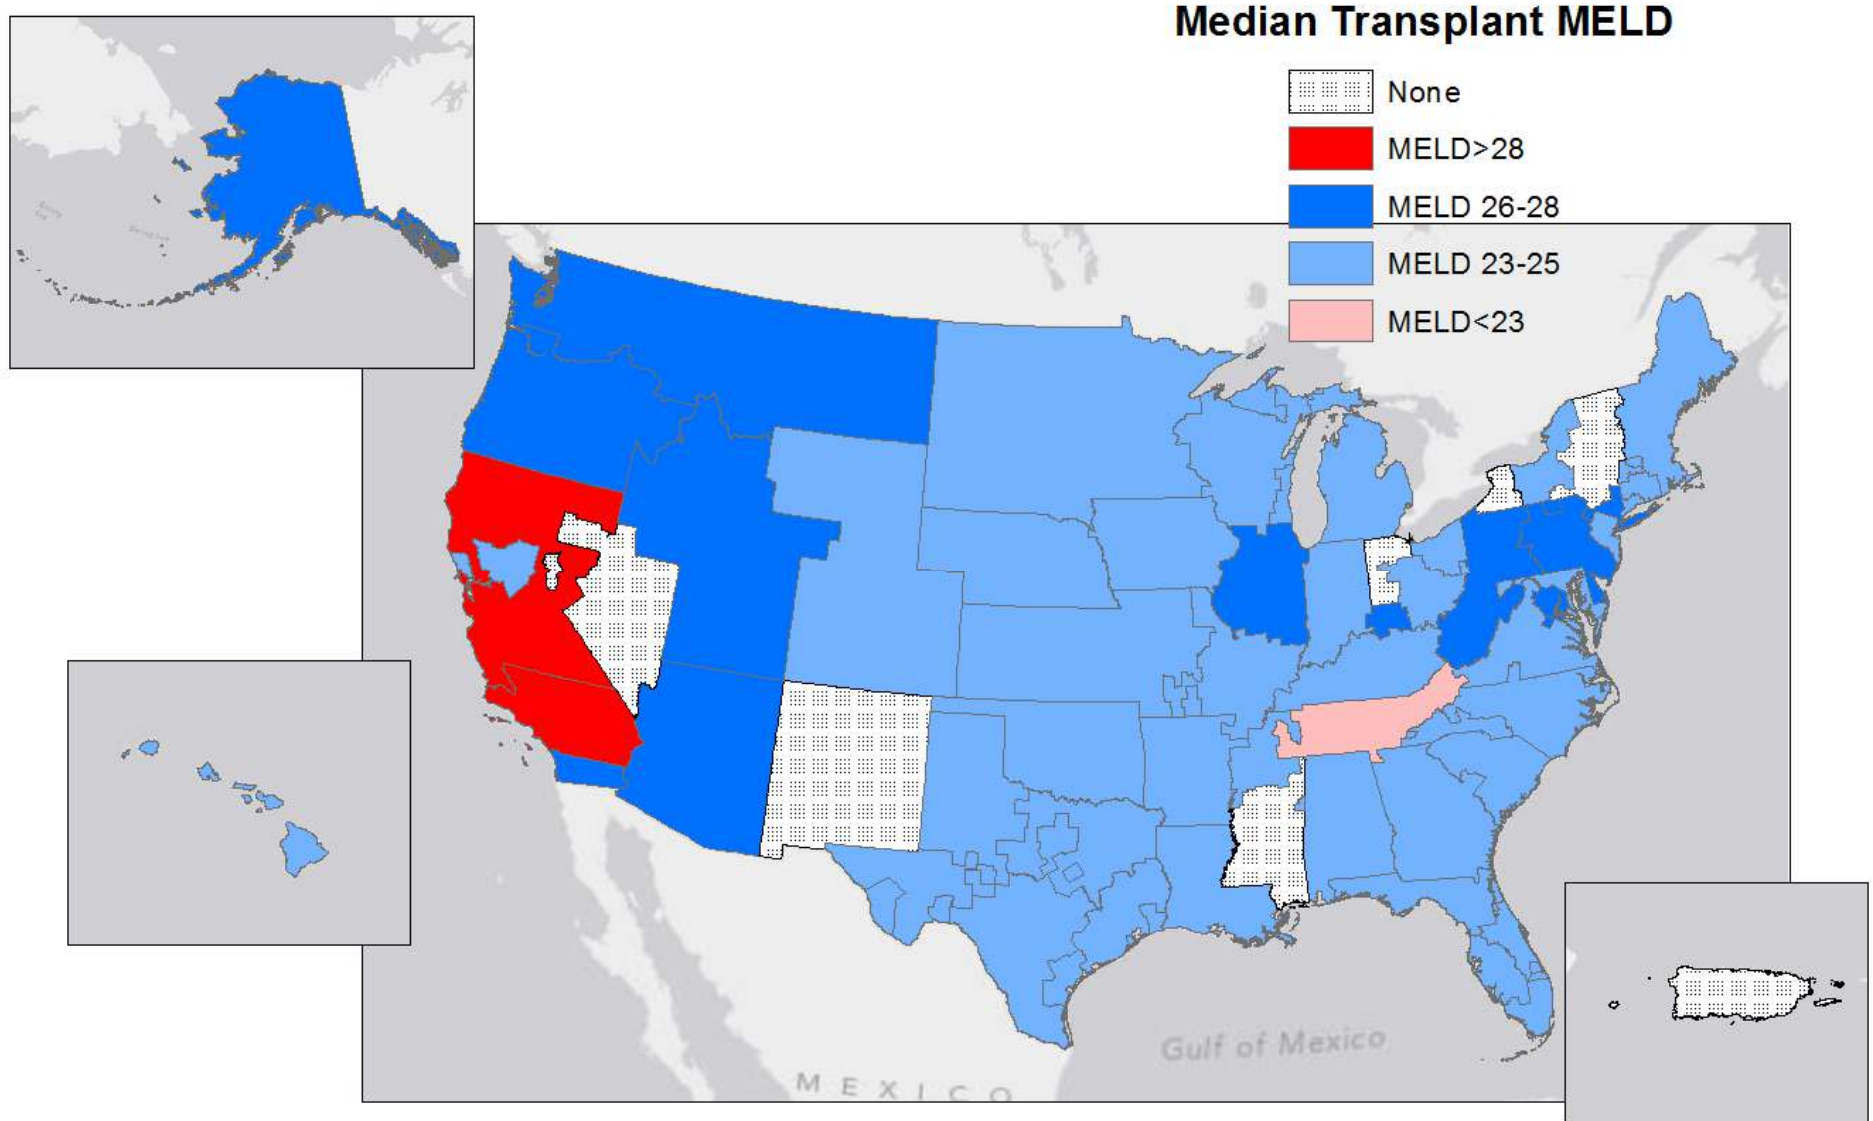 Median Transplant MELD
None
MELD>28
MELD 26-28
MELD 23-25
MELD<23
Gulf of Mexico
MEXICO